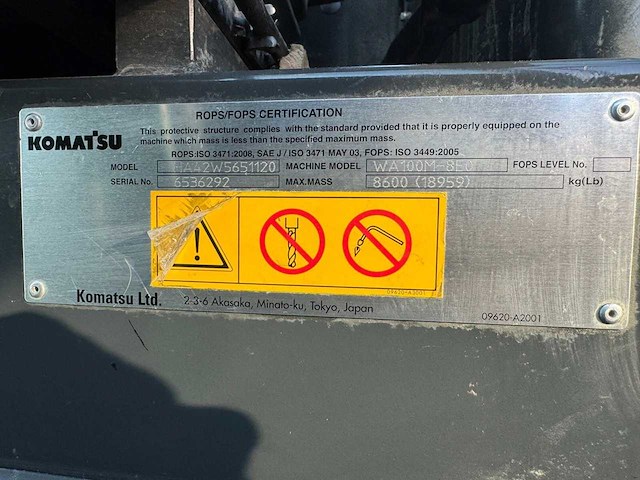 ROPS/FOPS CERTIFICATION
KOMATSU
This protective structure complies with the standard provided that it is properly equipped on the
machine which mass is less than the specified maximum mass.
ROPS:ISO 3471:2008, SAE J / ISO 3471 MAY 03, FOPS: ISO 3449:2005
MODEL W5651120 MACHINE MODEL WA100M- FOPS LEVEL No.
SERIAL No. 6536292 MAX.MASS 8600 (18959) kg(Lb)
09620-A2001
Komatsu Ltd. 2-3-6 Akasaka, Minato-ku, Tokyo, Japan
09620-A2001